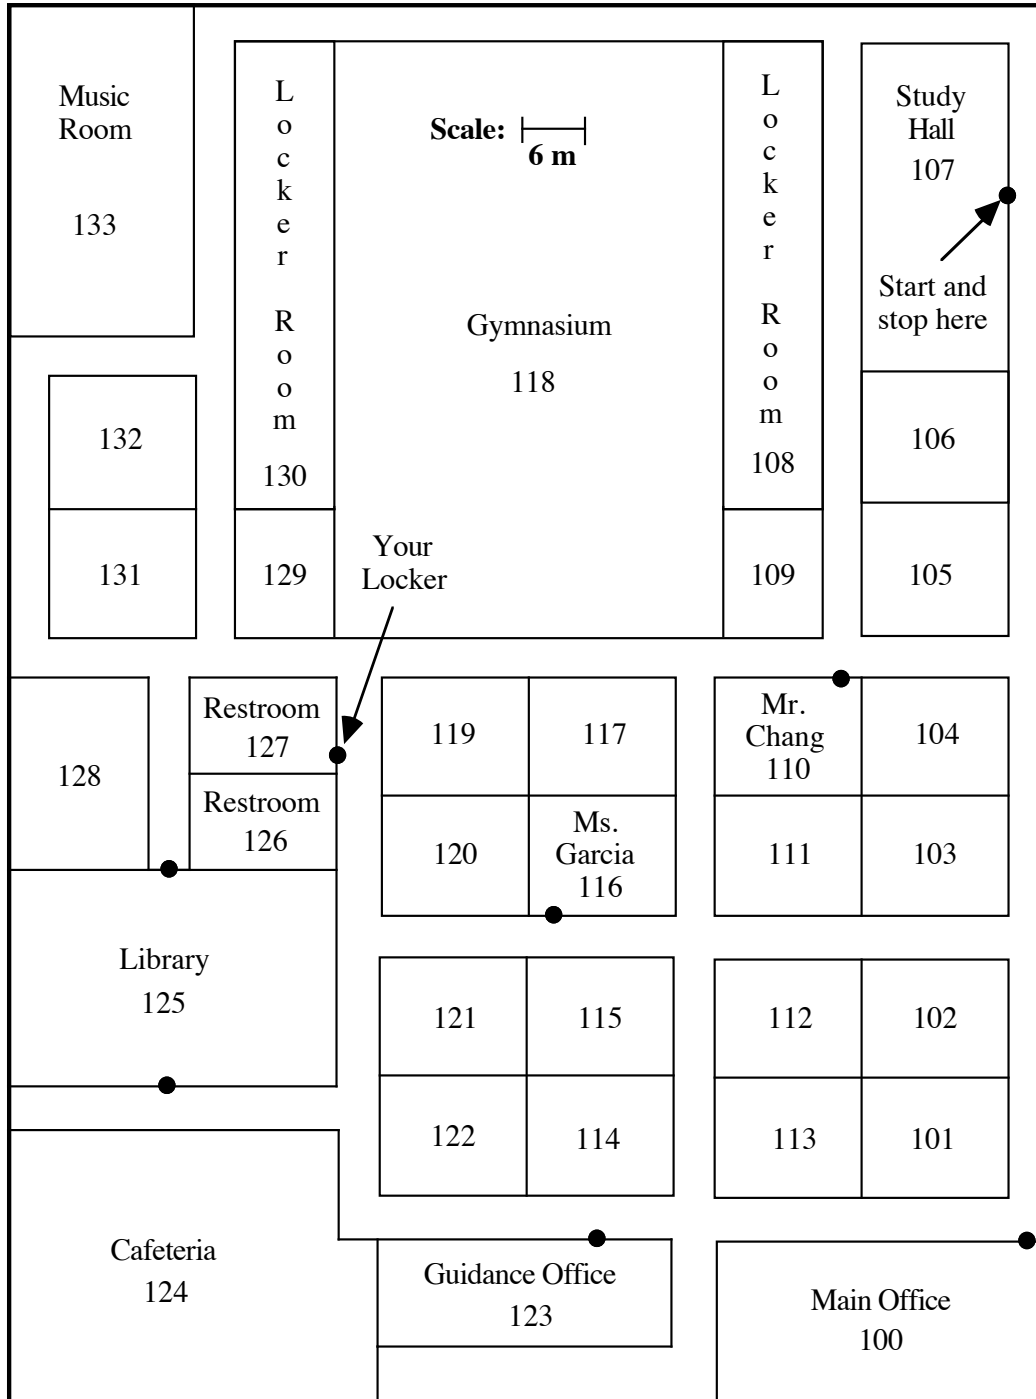 Music
Room
133
L
o
c
k
e
r
R
o
o
m
130
Scale:
6 m
Gymnasium
118
L
o
c
k
e
r
R
o
o
m
108
Study
Hall
107
Start and
stop here
132
131
129
Your
Locker
109
106
105
128
Restroom
127
Restroom
126
119
117
120
Ms.
Garcia
116
Mr.
Chang
110
104
111
103
Library
125
121
115
122
114
112
102
113
101
Cafeteria
124
Guidance Office
123
Main Office
100